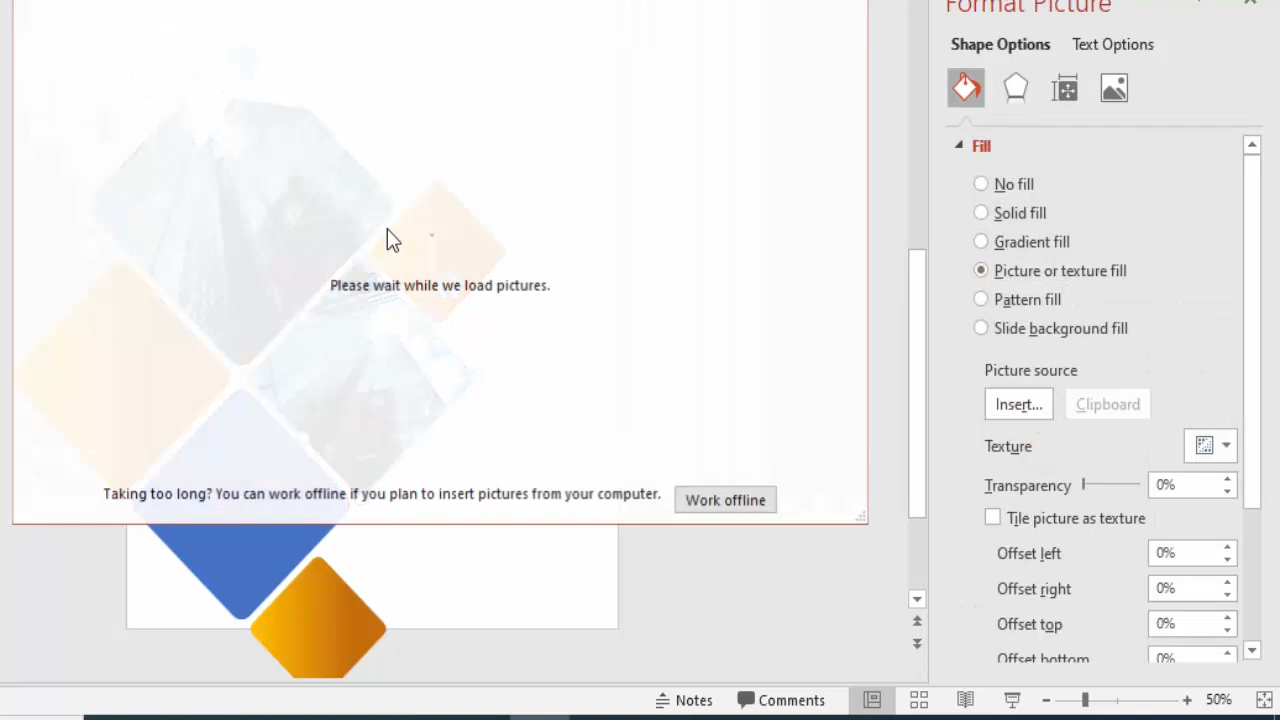 Format Picture
Shape Options Text Options
Fill
No fill
Solid fill
Gradient fill
Picture or texture fill
Pattern fill
Slide background fill
Picture source
Insert... Clipboard
Texture
Transparency 0%
Tile picture as texture
Offset left 0%
Offset right 0%
Offset top 0%
Offset bottom 0%
Please wait while we load pictures.
Taking too long? You can work offline if you plan to insert pictures from your computer. Work offline
Notes Comments 50%